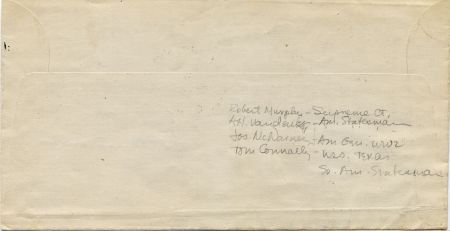 Robert Murphy - Supreme Ct.
A.H. Vandenberg - Am. Statesman
Jos. McNarney, Am Gen. WW2
Tom Connally - U.S. Texas
So. Am. Statesman